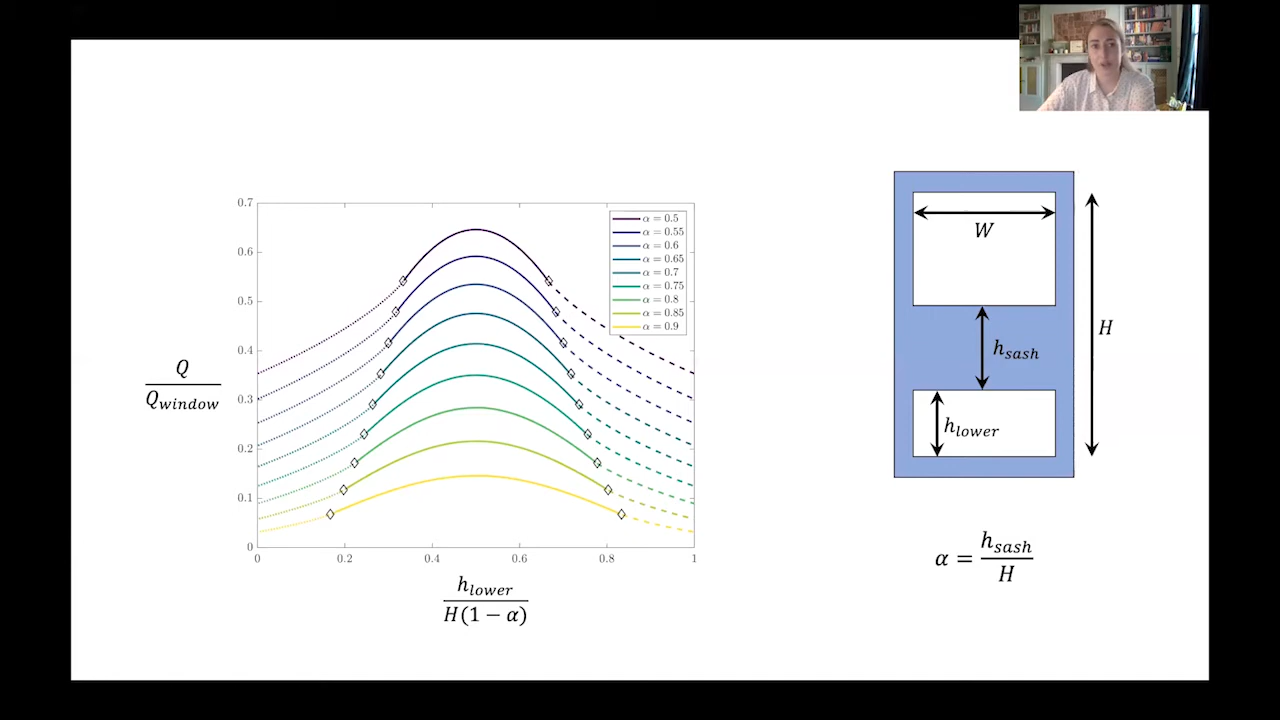 0.7
0.6
0.5
0.4
0.3
0.2
0.1
0
0
0.2
0.4
0.6
0.8
1
α = 0.5
α = 0.55
α = 0.6
α = 0.65
α = 0.7
α = 0.75
α = 0.8
α = 0.85
α = 0.9
Q
Q_window
h_lower
H(1 − α)
W
h_sash
H
h_lower
α = h_sash / H